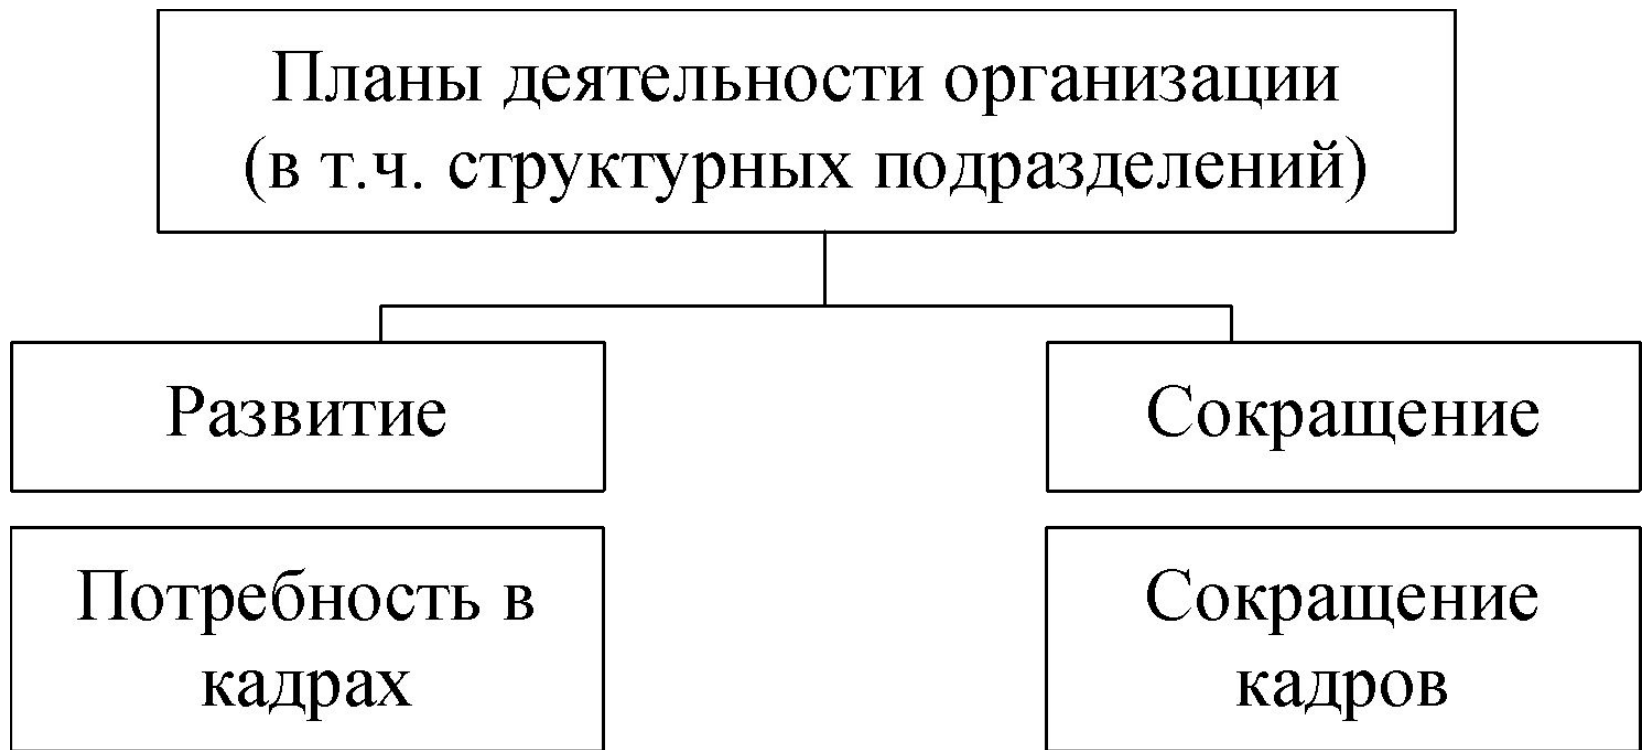 Планы деятельности организации
(в т.ч. структурных подразделений)
Развитие
Сокращение
Потребность в
кадрах
Сокращение
кадров